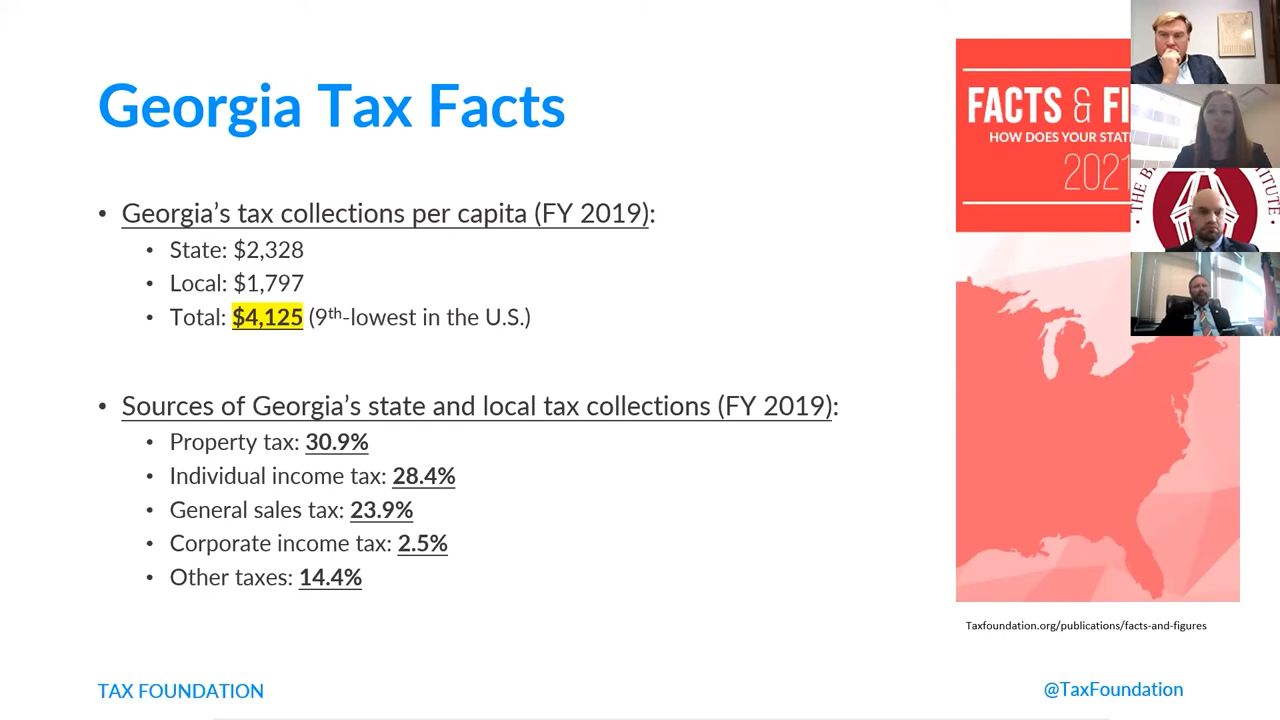 Georgia Tax Facts
• Georgia's tax collections per capita (FY 2019):
• State: $2,328
• Local: $1,797
• Total: $4,125 (9th-lowest in the U.S.)
• Sources of Georgia's state and local tax collections (FY 2019):
• Property tax: 30.9%
• Individual income tax: 28.4%
• General sales tax: 23.9%
• Corporate income tax: 2.5%
• Other taxes: 14.4%
FACTS & FI
HOW DOES YOUR STAT
2021
THE B
ITUTE
Taxfoundation.org/publications/facts-and-figures
TAX FOUNDATION
@TaxFoundation